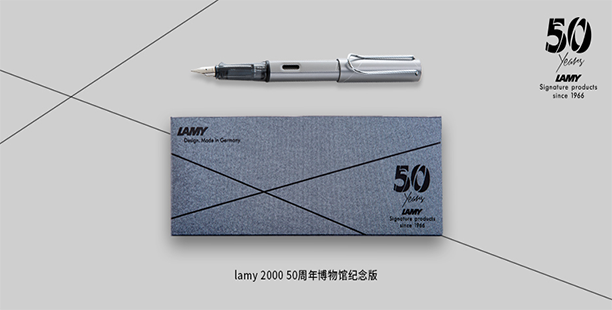 50
Years
LAMY
Signature products
since 1966
LAMY
Design. Made in Germany.
50
Years
LAMY
Signature products
since 1966
lamy 2000 50周年博物馆纪念版